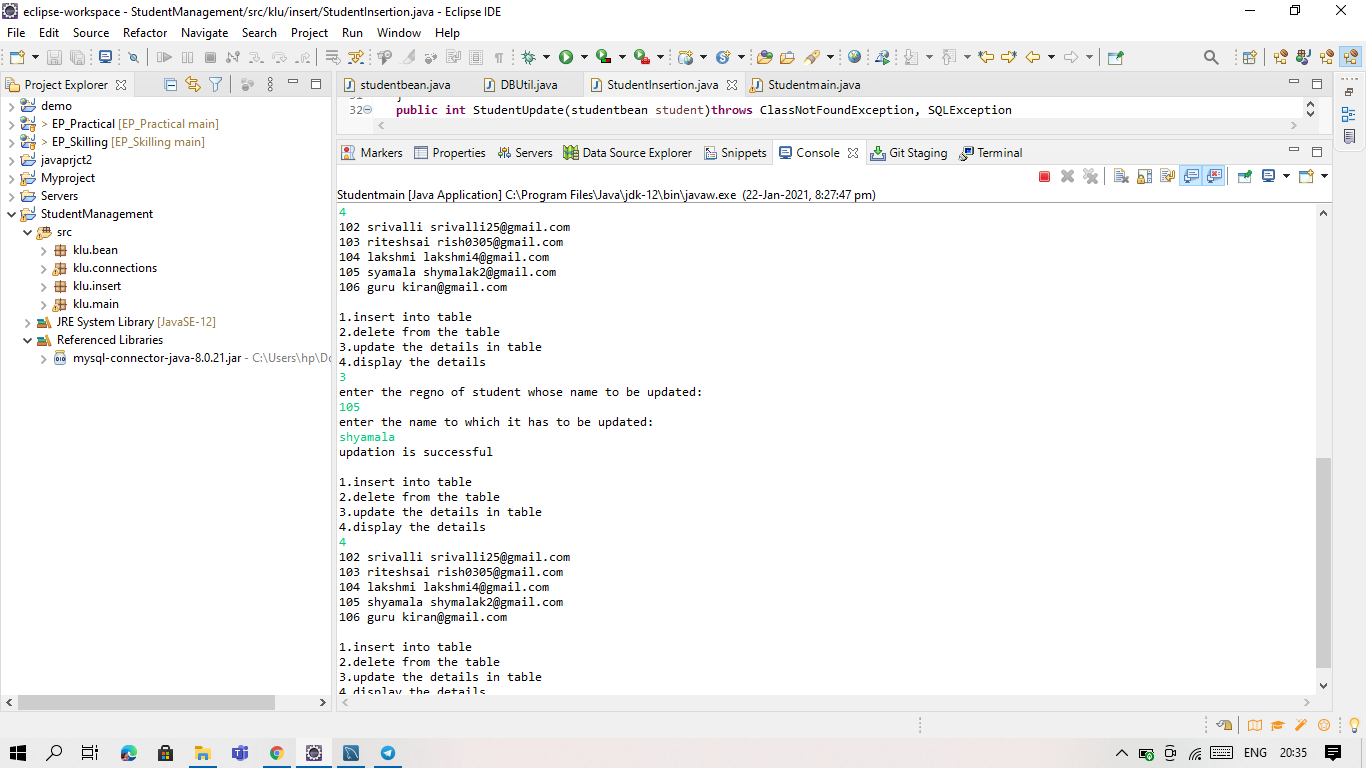 eclipse-workspace - StudentManagement/src/klu/insert/StudentInsertion.java - Eclipse IDE
File Edit Source Refactor Navigate Search Project Run Window Help
Project Explorer
demo
> EP_Practical [EP_Practical main]
> EP_Skilling [EP_Skilling main]
javaprjct2
Myproject
Servers
StudentManagement
src
klu.bean
klu.connections
klu.insert
klu.main
JRE System Library [JavaSE-12]
Referenced Libraries
mysql-connector-java-8.0.21.jar - C:\Users\hp\Do
studentbean.java DBUtil.java StudentInsertion.java Studentmain.java
32 public int StudentUpdate(studentbean student)throws ClassNotFoundException, SQLException
Markers Properties Servers Data Source Explorer Snippets Console Git Staging Terminal
Studentmain [Java Application] C:\Program Files\Java\jdk-12\bin\javaw.exe (22-Jan-2021, 8:27:47 pm)
4
102 srivalli srivalli25@gmail.com
103 riteshsai rish0305@gmail.com
104 lakshmi lakshmi4@gmail.com
105 syamala shymalak2@gmail.com
106 guru kiran@gmail.com
1.insert into table
2.delete from the table
3.update the details in table
4.display the details
3
enter the regno of student whose name to be updated:
105
enter the name to which it has to be updated:
shyamala
updation is successful
1.insert into table
2.delete from the table
3.update the details in table
4.display the details
4
102 srivalli srivalli25@gmail.com
103 riteshsai rish0305@gmail.com
104 lakshmi lakshmi4@gmail.com
105 shyamala shymalak2@gmail.com
106 guru kiran@gmail.com
1.insert into table
2.delete from the table
3.update the details in table
4.display the details
ENG 20:35